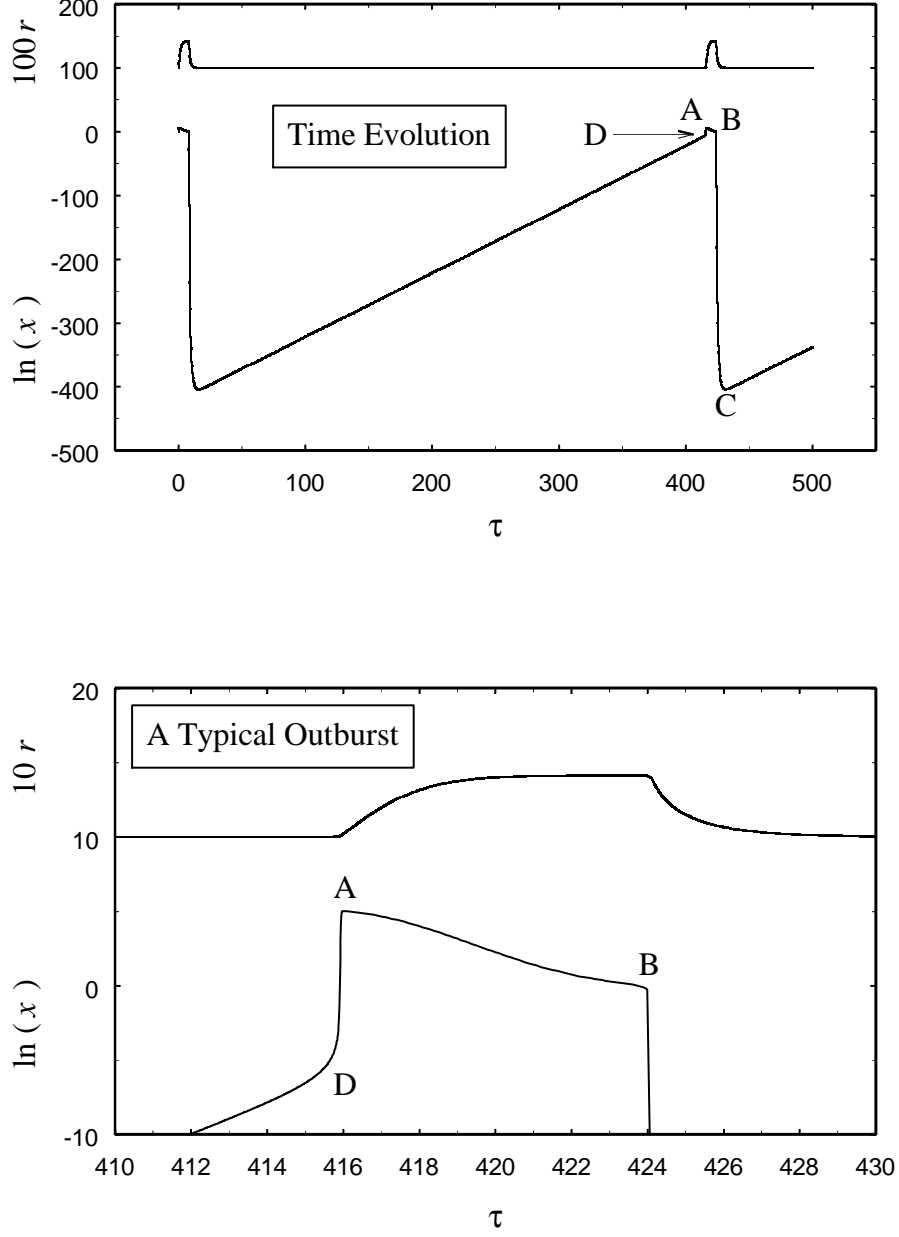 200
100 r
100
A
B
Time Evolution
D
0
-100
-200
ln ( x )
-300
-400
C
-500
0 100 200 300 400 500
τ
20
A Typical Outburst
10 r
10
A
B
0
ln ( x )
D
-10
410 412 414 416 418 420 422 424 426 428 430
τ